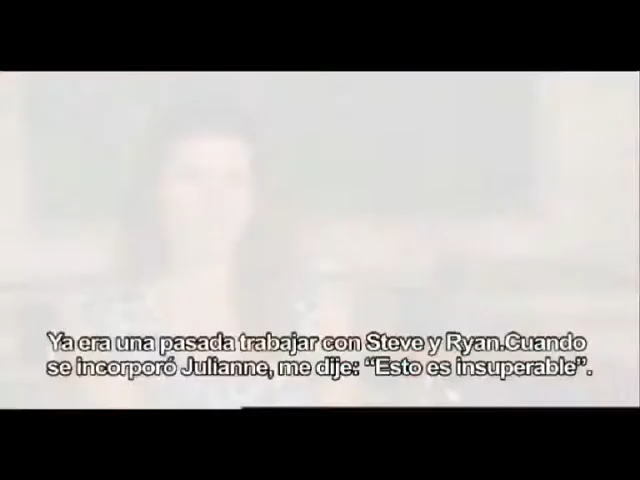 Ya era una pasada trabajar con Steve y Ryan.Cuando
se incorporó Julianne, me dije: “Esto es insuperable”.